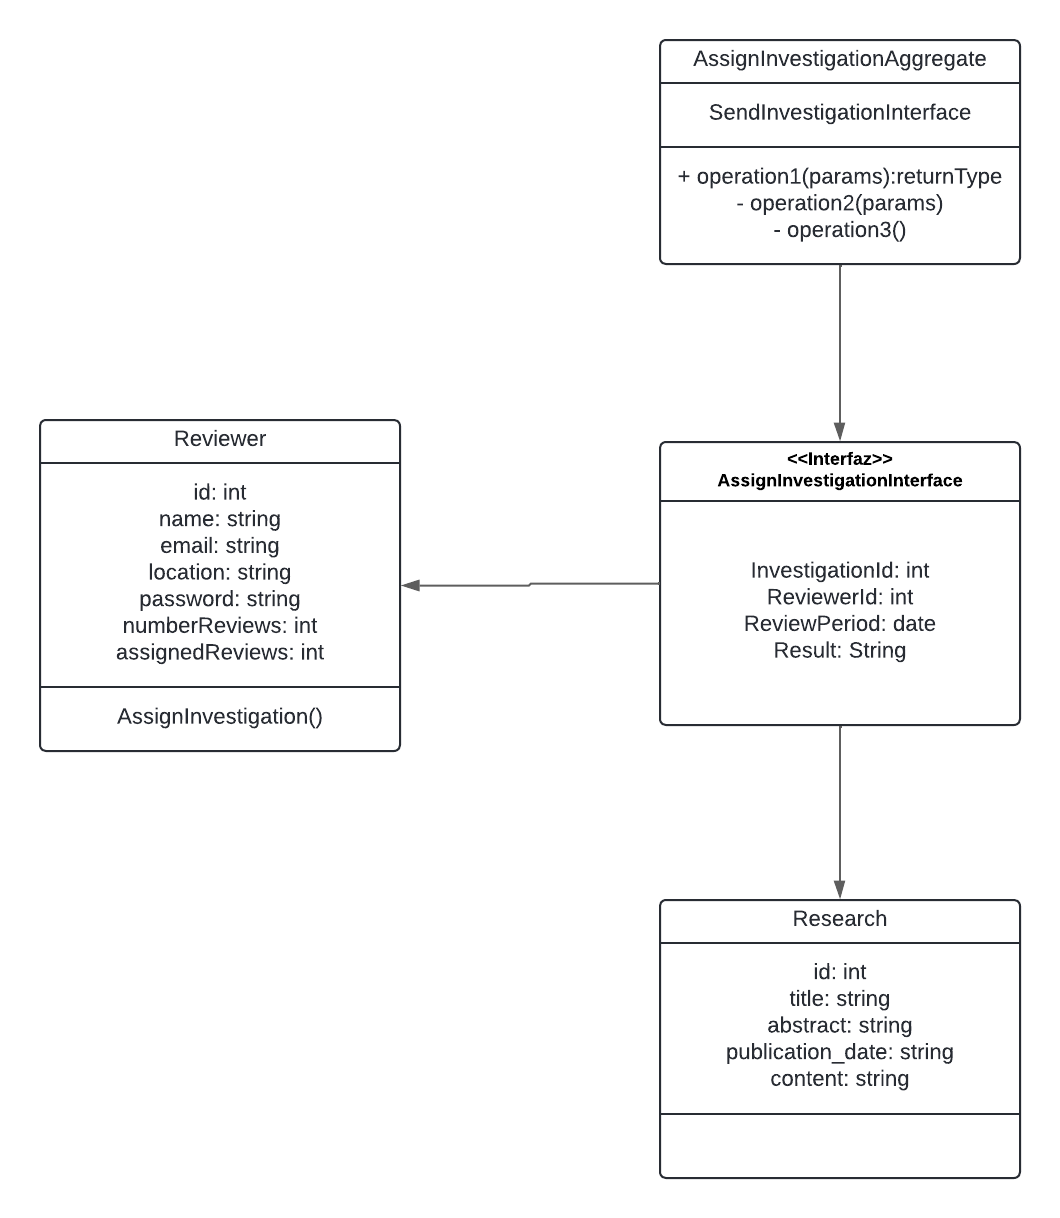 AssignInvestigationAggregate
SendInvestigationInterface
+ operation1(params):returnType
- operation2(params)
- operation3()
Reviewer
id: int
name: string
email: string
location: string
password: string
numberReviews: int
assignedReviews: int
AssignInvestigation()
<<Interfaz>>
AssignInvestigationInterface
InvestigationId: int
ReviewerId: int
ReviewPeriod: date
Result: String
Research
id: int
title: string
abstract: string
publication_date: string
content: string